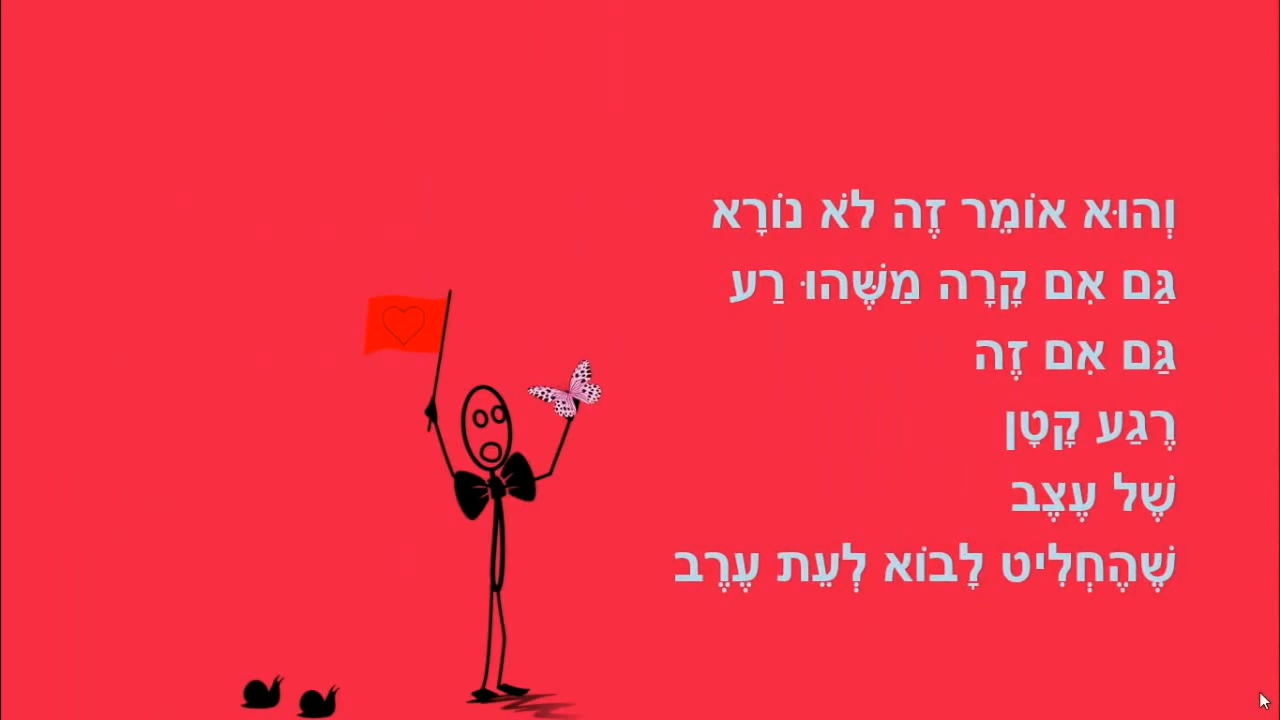 וְהוּא אוֹמֵר זֶה לֹא נוֹרָא
גַּם אִם קָרָה מַשֶּׁהוּ רַע
גַּם אִם זֶה
רֶגַע קָטָן
שֶׁל עֶצֶב
שֶׁהֶחְלִיט לָבוֹא לְעֵת עֶרֶב